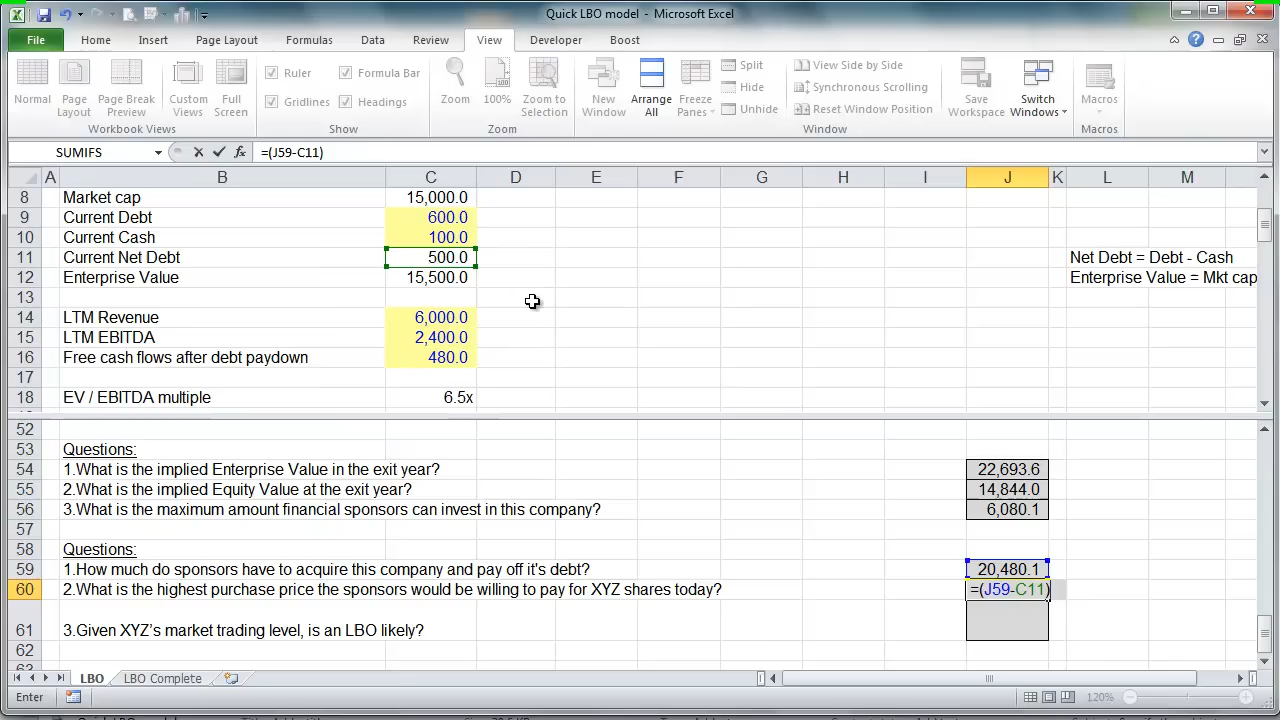 Quick LBO model - Microsoft Excel
File Home Insert Page Layout Formulas Data Review View Developer Boost
Normal Page Layout Page Break Preview Custom Views Full Screen
Workbook Views
Ruler Formula Bar
Gridlines Headings
Show
Zoom 100% Zoom to Selection
Zoom
New Window Arrange All Freeze Panes
Split
Hide
Unhide
View Side by Side
Synchronous Scrolling
Reset Window Position
Window
Save Workspace Switch Windows
Macros
Macros
SUMIFS fx =(J59-C11)
A B C D E F G H I J K L M
8 Market cap 15,000.0
9 Current Debt 600.0
10 Current Cash 100.0
11 Current Net Debt 500.0 Net Debt = Debt - Cash
12 Enterprise Value 15,500.0 Enterprise Value = Mkt cap
13
14 LTM Revenue 6,000.0
15 LTM EBITDA 2,400.0
16 Free cash flows after debt paydown 480.0
17
18 EV / EBITDA multiple 6.5x
52
53 Questions:
54 1.What is the implied Enterprise Value in the exit year? 22,693.6
55 2.What is the implied Equity Value at the exit year? 14,844.0
56 3.What is the maximum amount financial sponsors can invest in this company? 6,080.1
57
58 Questions:
59 1.How much do sponsors have to acquire this company and pay off it's debt? 20,480.1
60 2.What is the highest purchase price the sponsors would be willing to pay for XYZ shares today? =(J59-C11)
61 3.Given XYZ's market trading level, is an LBO likely?
62
LBO LBO Complete
Enter 120%